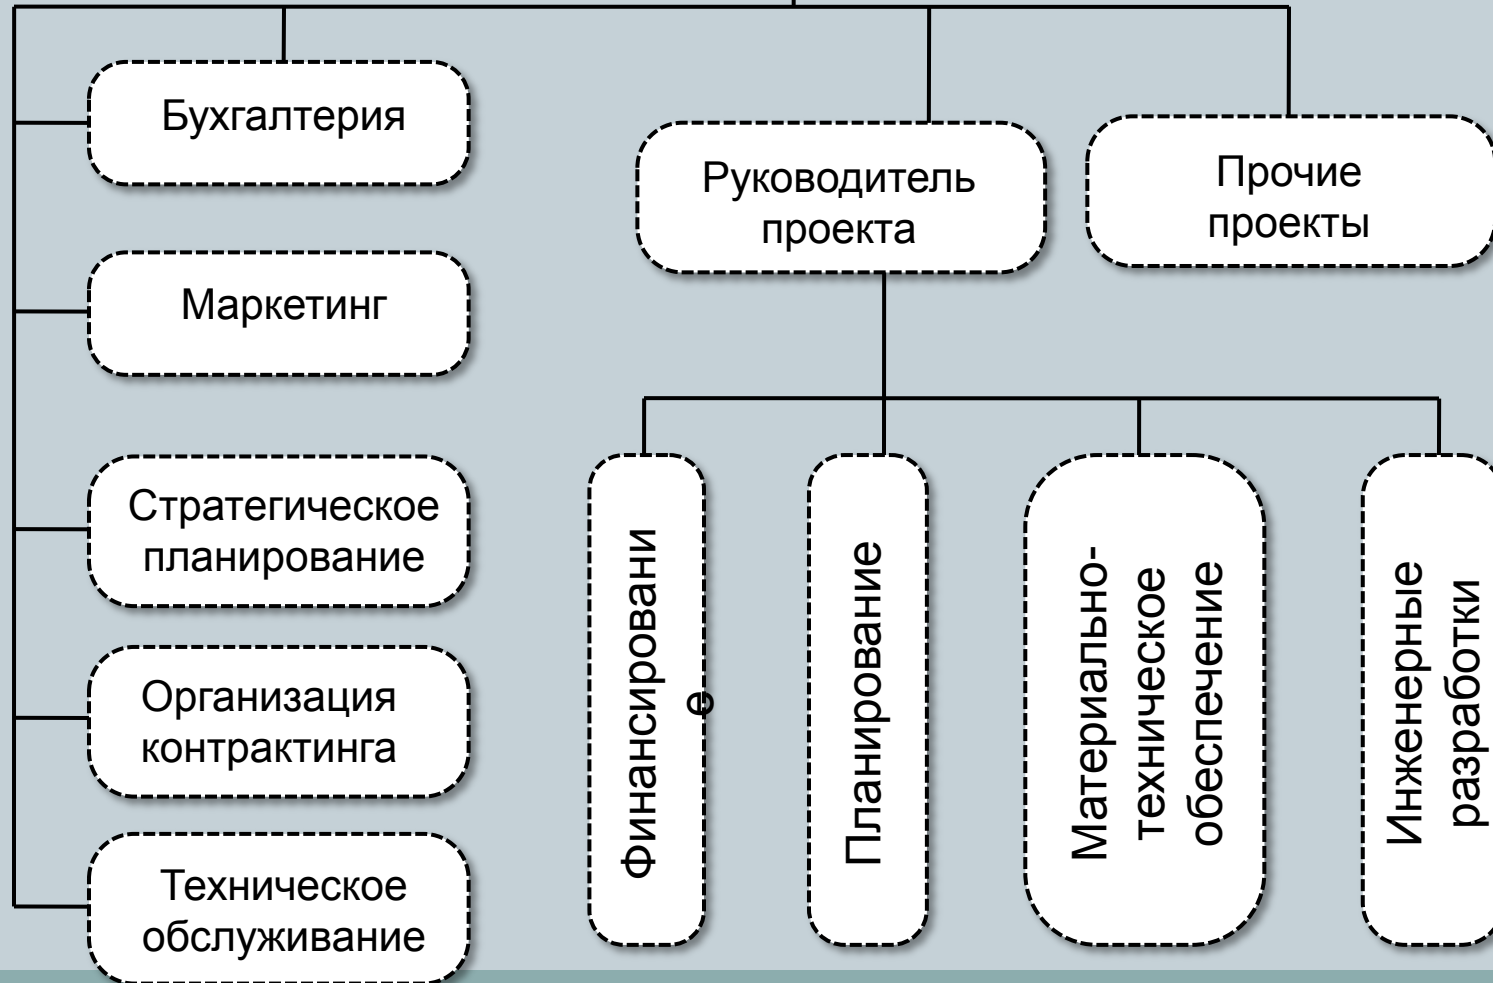 Бухгалтерия
Маркетинг
Стратегическое
планирование
Организация
контрактинга
Техническое
обслуживание
Руководитель
проекта
Прочие
проекты
Финансировани
е
Планирование
Материально-
техническое
обеспечение
Инженерные
разработки